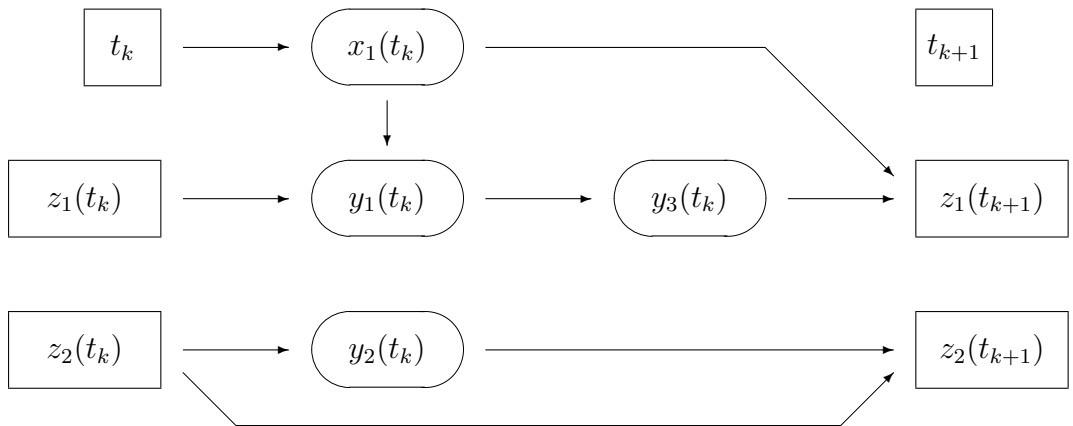 t_k x_1(t_k) t_{k+1}
z_1(t_k) y_1(t_k) y_3(t_k) z_1(t_{k+1})
z_2(t_k) y_2(t_k) z_2(t_{k+1})